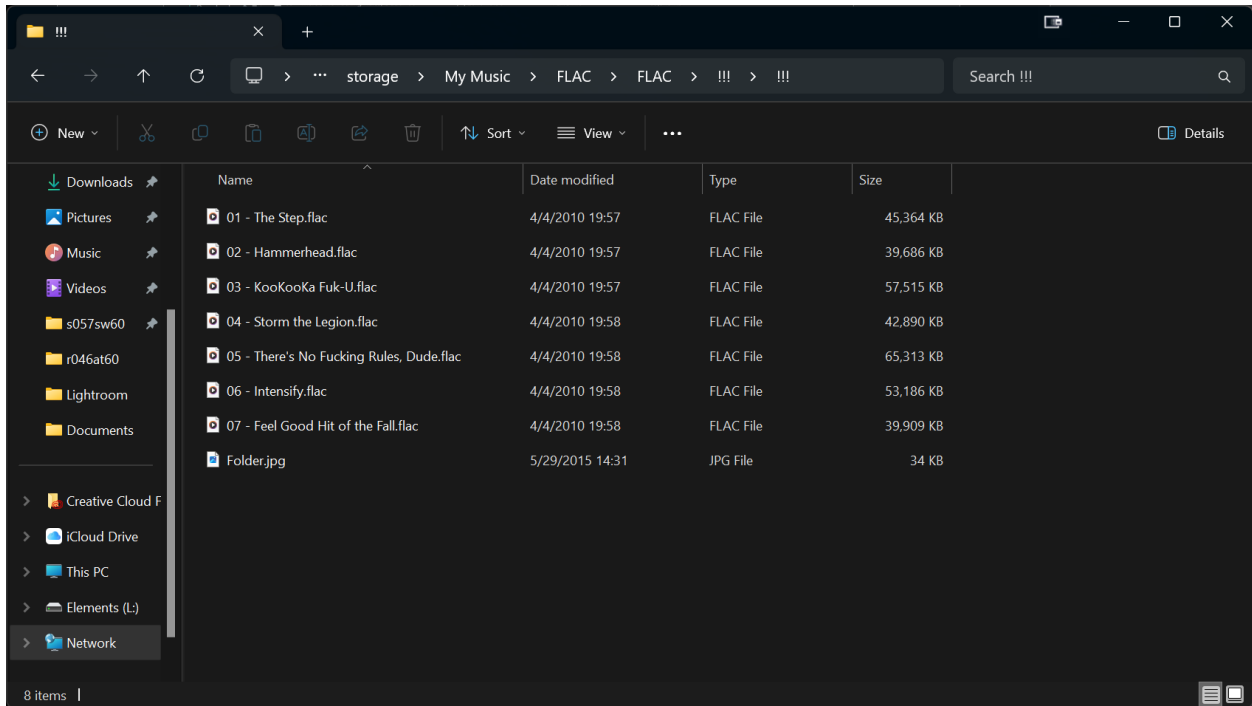 !!!
··· storage > My Music > FLAC > FLAC > !!! > !!!
Search !!!
New
Sort
View
Details
Downloads
Pictures
Music
Videos
s057sw60
r046at60
Lightroom
Documents
Creative Cloud F
iCloud Drive
This PC
Elements (L:)
Network
Name Date modified Type Size
01 - The Step.flac 4/4/2010 19:57 FLAC File 45,364 KB
02 - Hammerhead.flac 4/4/2010 19:57 FLAC File 39,686 KB
03 - KooKooKa Fuk-U.flac 4/4/2010 19:57 FLAC File 57,515 KB
04 - Storm the Legion.flac 4/4/2010 19:58 FLAC File 42,890 KB
05 - There's No Fucking Rules, Dude.flac 4/4/2010 19:58 FLAC File 65,313 KB
06 - Intensify.flac 4/4/2010 19:58 FLAC File 53,186 KB
07 - Feel Good Hit of the Fall.flac 4/4/2010 19:58 FLAC File 39,909 KB
Folder.jpg 5/29/2015 14:31 JPG File 34 KB
8 items